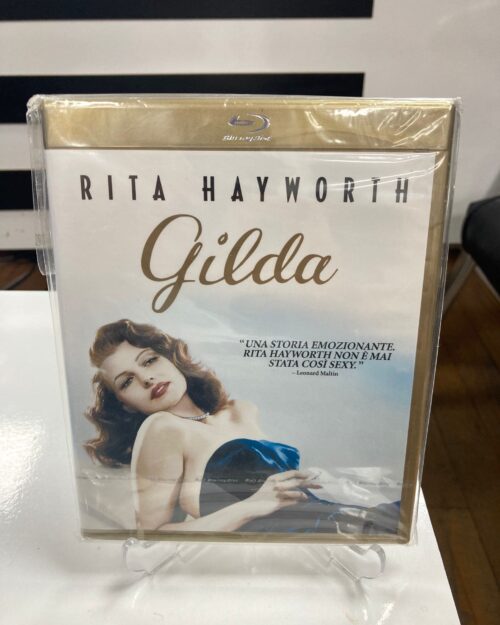 Blu-ray Disc
RITA HAYWORTH
Gilda
“UNA STORIA EMOZIONANTE.
RITA HAYWORTH NON È MAI
STATA COSÌ SEXY.”
–Leonard Maltin